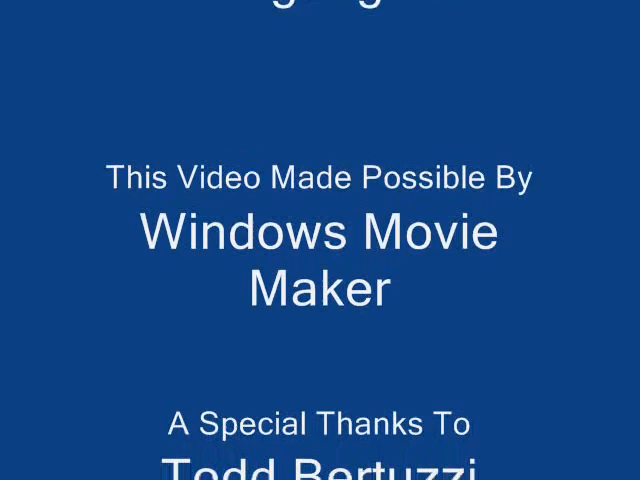 This Video Made Possible By
Windows Movie
Maker
A Special Thanks To
Todd Bertuzzi